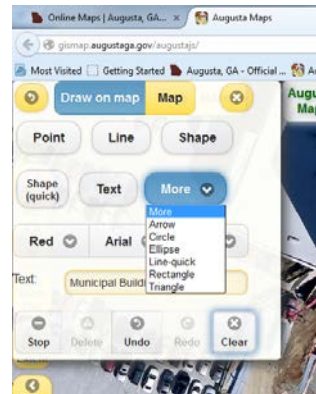 Online Maps | Augusta, GA... × Augusta Maps
gismap.augustaga.gov/augustajs/
Most Visited Getting Started Augusta, GA - Official ...
Draw on map Map
Augu
Ma
Point Line Shape
Shape (quick) Text More
More
Arrow
Circle
Ellipse
Line-quick
Rectangle
Triangle
Red Arial
Text: Municipal Build
Stop Delete Undo Redo Clear